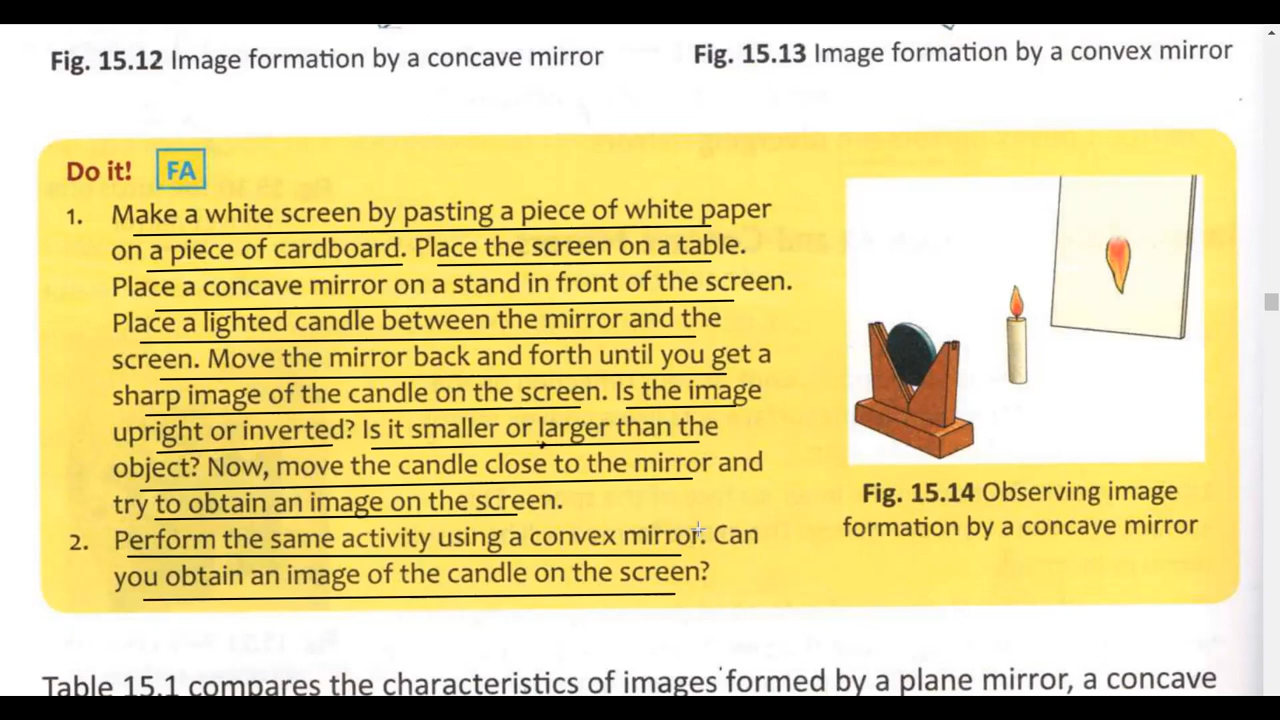 Fig. 15.12 Image formation by a concave mirror
Fig. 15.13 Image formation by a convex mirror
Do it! FA
1. Make a white screen by pasting a piece of white paper
on a piece of cardboard. Place the screen on a table.
Place a concave mirror on a stand in front of the screen.
Place a lighted candle between the mirror and the
screen. Move the mirror back and forth until you get a
sharp image of the candle on the screen. Is the image
upright or inverted? Is it smaller or larger than the
object? Now, move the candle close to the mirror and
try to obtain an image on the screen.
2. Perform the same activity using a convex mirror. Can
you obtain an image of the candle on the screen?
Fig. 15.14 Observing image
formation by a concave mirror
Table 15.1 compares the characteristics of images formed by a plane mirror, a concave